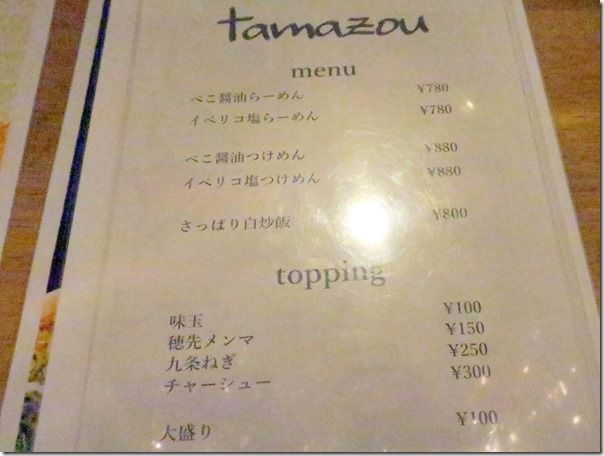 tamazou
menu
べこ醤油らーめん ¥780
イベリコ塩らーめん ¥780
べこ醤油つけめん ¥880
イベリコ塩つけめん ¥880
さっぱり白炒飯 ¥800
topping
味玉 ¥100
穂先メンマ ¥150
九条ねぎ ¥250
チャーシュー ¥300
大盛り ¥100